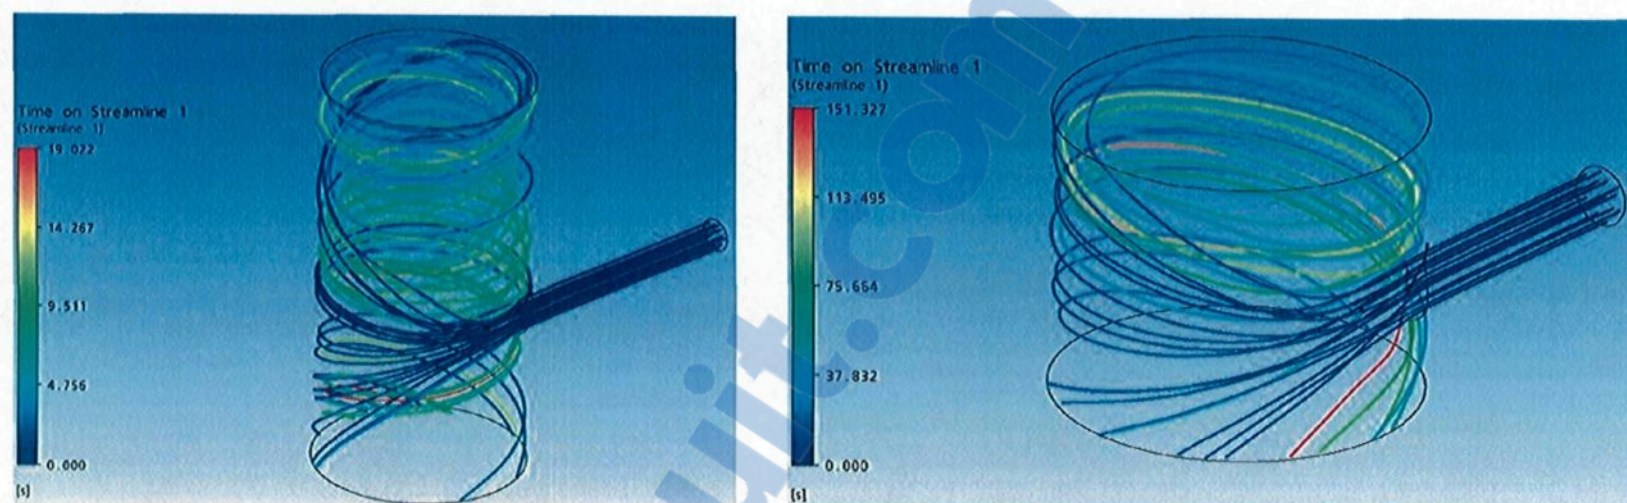 Time on Streamline 1
(Streamline 1)
19.022
14.267
9.511
4.756
0.000
[s]
Time on Streamline 1
(Streamline 1)
151.327
113.495
75.664
37.832
0.000
[s]